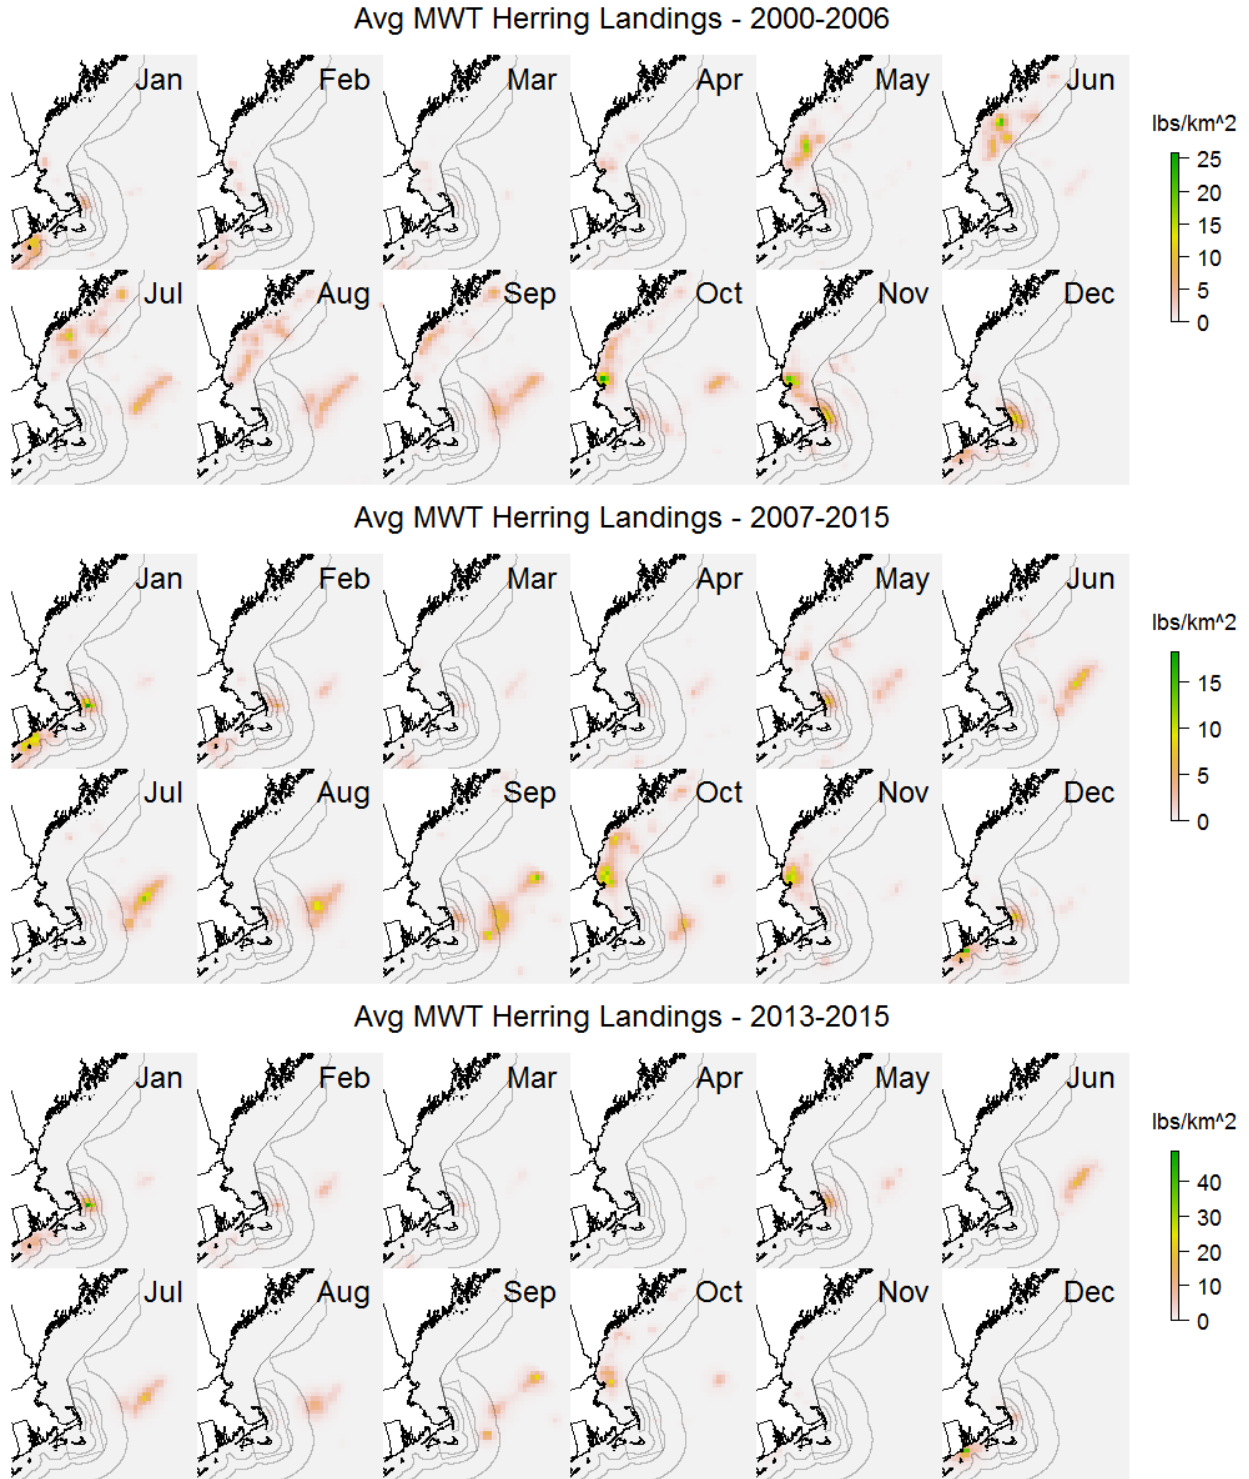 Avg MWT Herring Landings - 2000-2006
Jan Feb Mar Apr May Jun
lbs/km^2
25
20
15
10
5
0
Jul Aug Sep Oct Nov Dec
Avg MWT Herring Landings - 2007-2015
Jan Feb Mar Apr May Jun
lbs/km^2
15
10
5
0
Jul Aug Sep Oct Nov Dec
Avg MWT Herring Landings - 2013-2015
Jan Feb Mar Apr May Jun
lbs/km^2
40
30
20
10
0
Jul Aug Sep Oct Nov Dec